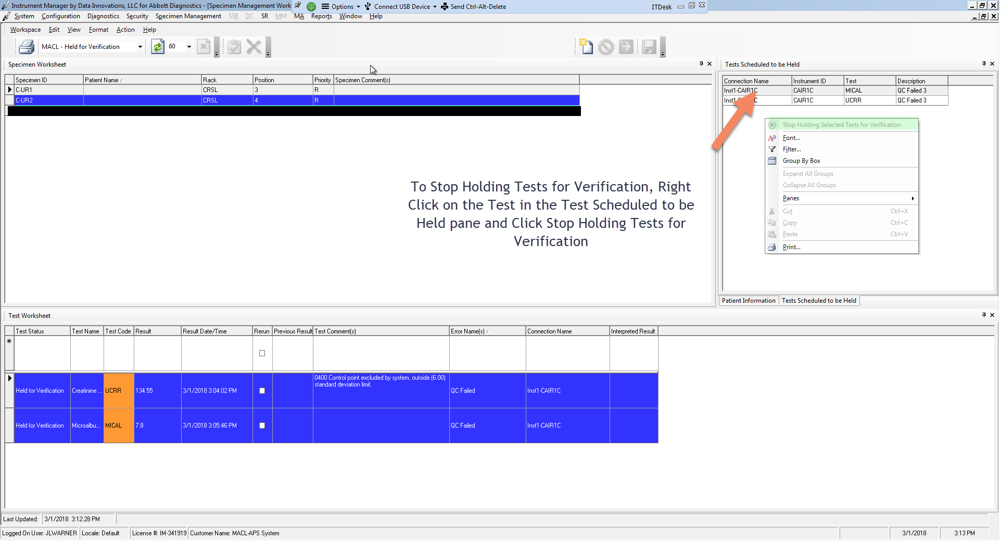 Instrument Manager by Data Innovations, LLC for Abbott Diagnostics - [Specimen Management Work
Options
Connect USB Device
Send Ctrl-Alt-Delete
ITDesk
System Configuration Diagnostics Security Specimen Management SSR DC SR MM MA Reports Window Help
Workspace Edit View Format Action Help
MACL - Held for Verification
60
Specimen Worksheet
Specimen ID Patient Name Rack Position Priority Specimen Comment(s)
C-UR1 CRSL 3 R
C-UR2 CRSL 4 R
Tests Scheduled to be Held
Connection Name Instrument ID Test Description
Inst1-CAIR1C CAIR1C MICAL QC Failed 3
CAIR1C UCRR QC Failed 3
Stop Holding Selected Tests for Verification
Font...
Filter...
Group By Box
Expand All Groups
Collapse All Groups
Panes
Cut Ctrl+X
Copy Ctrl+C
Paste Ctrl+V
Print...
To Stop Holding Tests for Verification, Right
Click on the Test in the Test Scheduled to be
Held pane and Click Stop Holding Tests for
Verification
Patient Information
Tests Scheduled to be Held
Test Worksheet
Test Status Test Name Test Code Result Result Date/Time Rerun Previous Result Test Comment(s) Error Name(s) Connection Name Interpreted Result
Held for Verification Creatinine ... UCRR 134.55 3/1/2018 3:04:02 PM 0400 Control point excluded by system, outside (6.00)
standard deviation limit. QC Failed Inst1-CAIR1C
Held for Verification Microalbu... MICAL 7.8 3/1/2018 3:05:46 PM QC Failed Inst1-CAIR1C
Last Updated: 3/1/2018 3:12:28 PM
Logged On User: JLWARNER Locale: Default License #: IM-341919 Customer Name: MACL-APS System 3/1/2018 3:13 PM